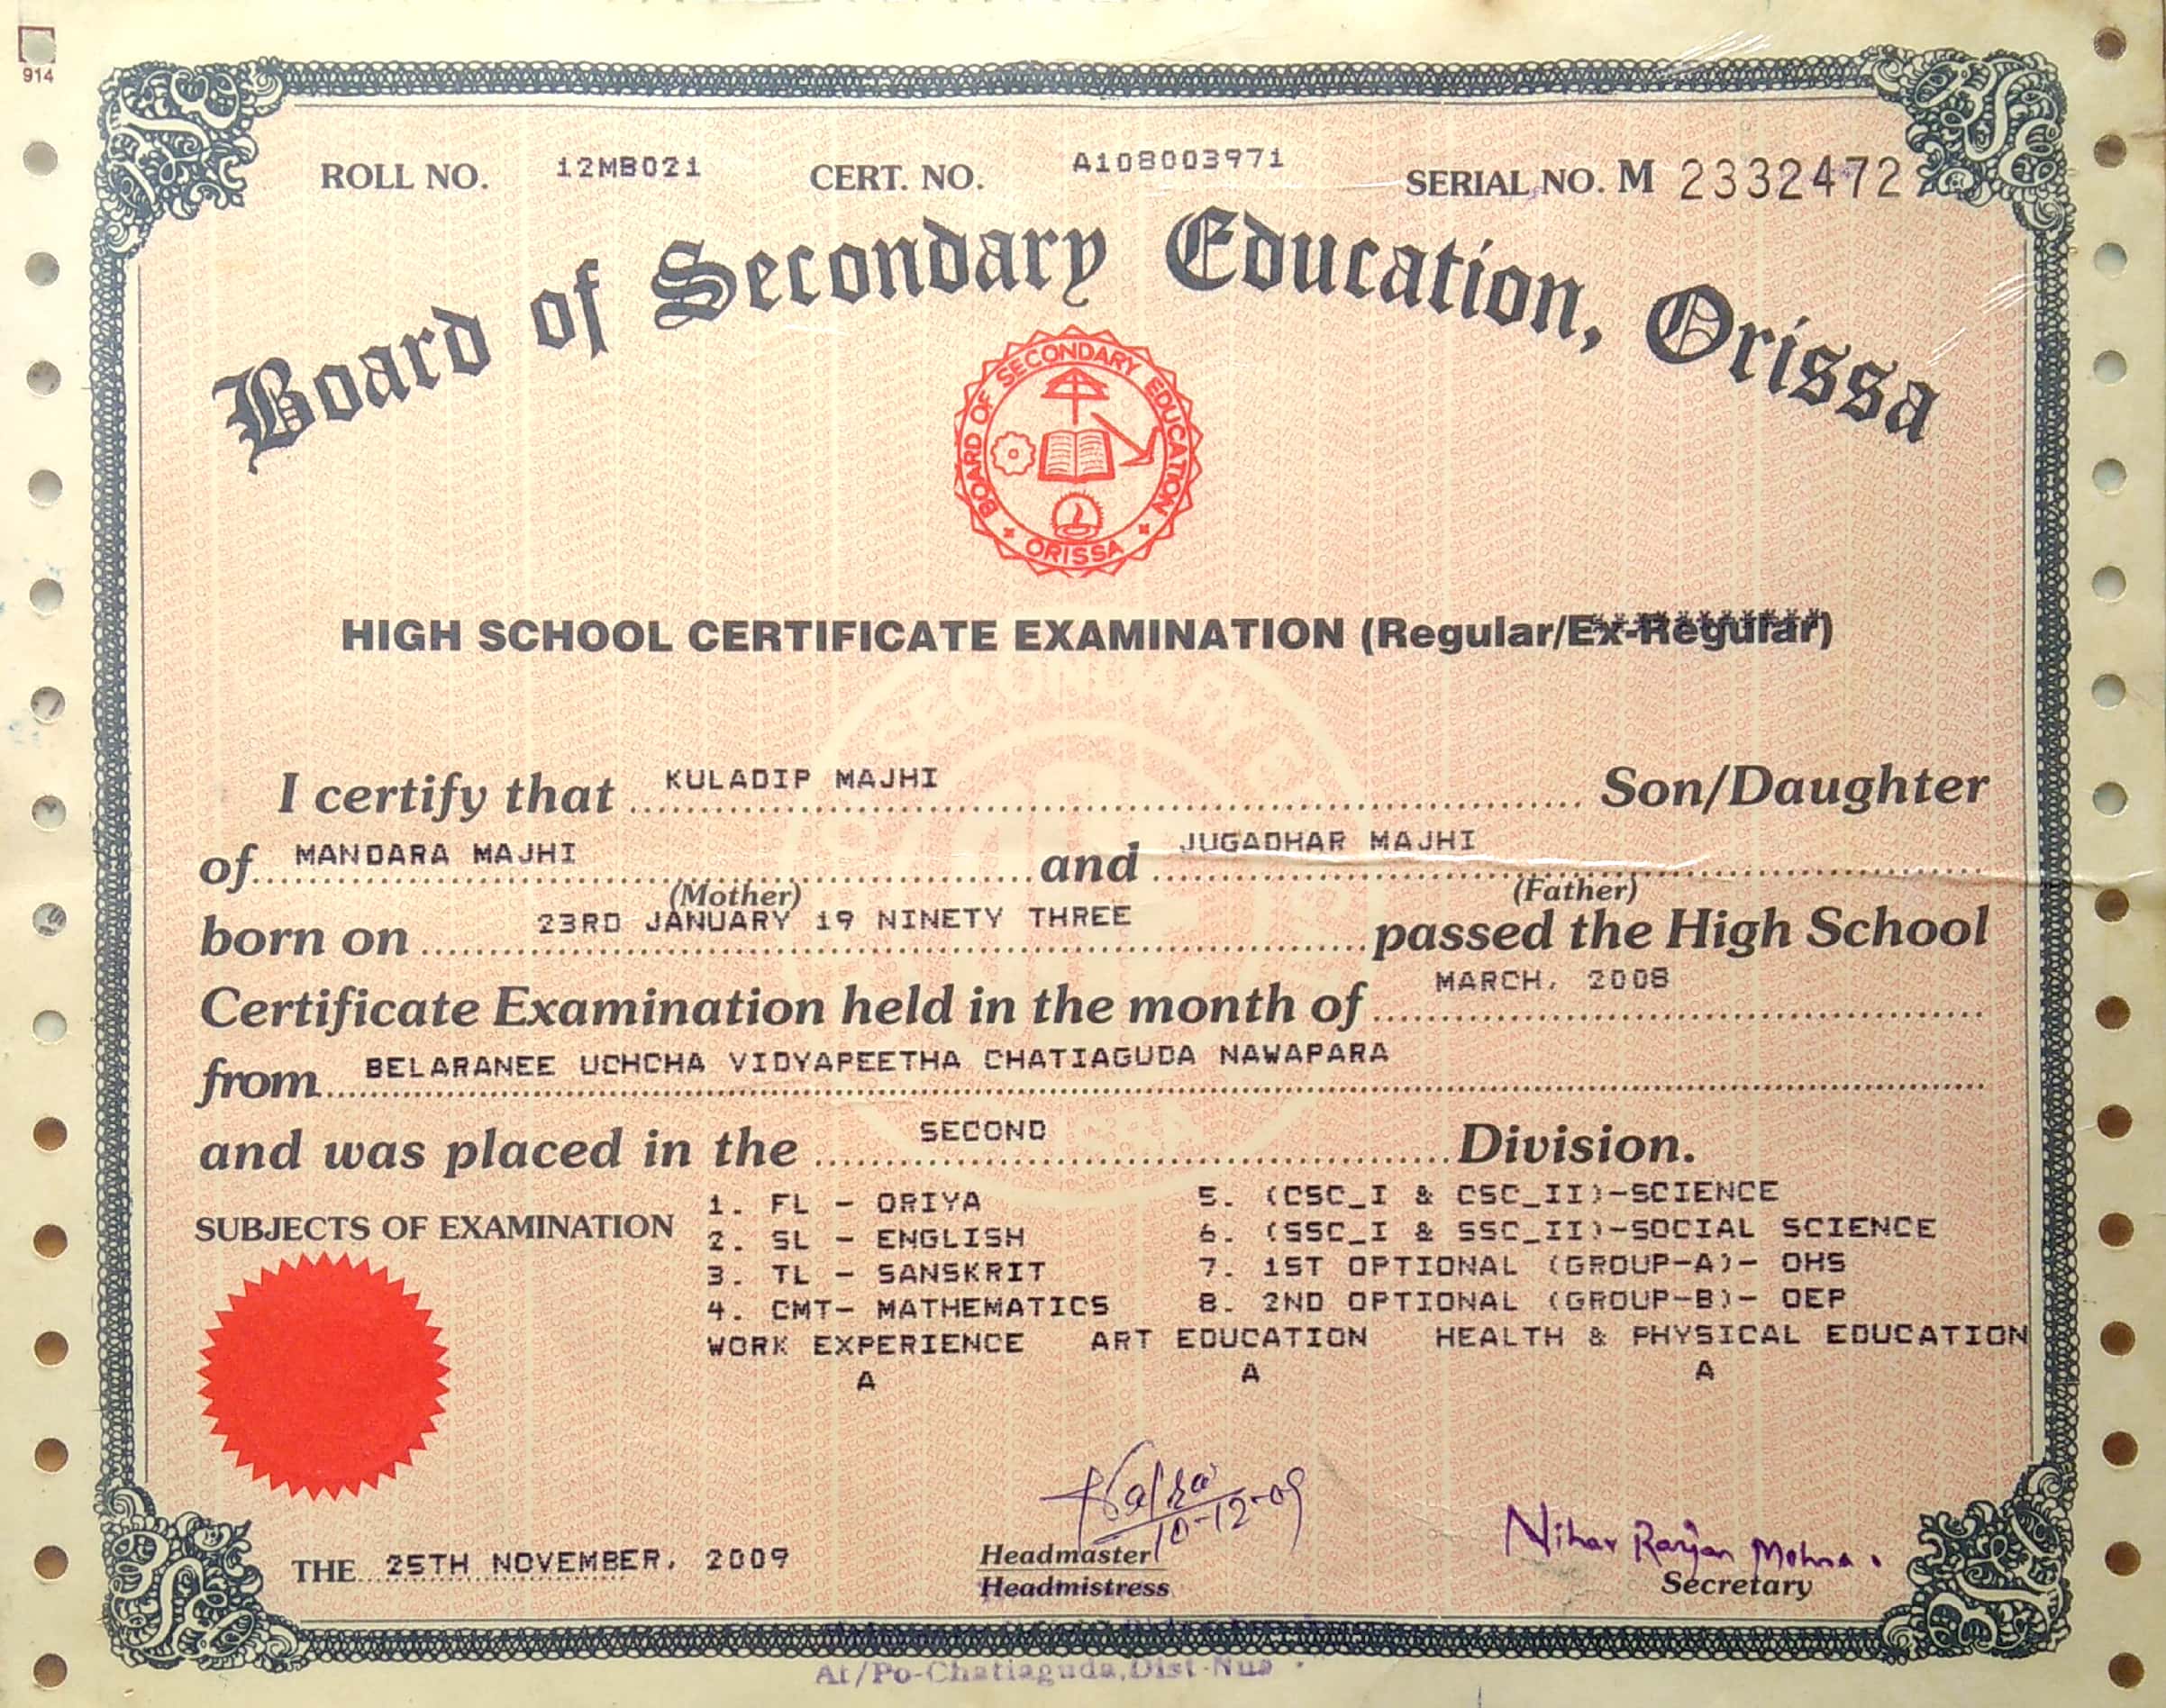 914
ROLL NO. 12MB021 CERT. NO. A108003971 SERIAL NO. M 2332472
Board of Secondary Education, Orissa
BOARD OF SECONDARY EDUCATION
ORISSA
HIGH SCHOOL CERTIFICATE EXAMINATION (Regular/Ex-Regular)
I certify that KULADIP MAJHI Son/Daughter
of MANDARA MAJHI and JUGADHAR MAJHI
(Mother) (Father)
born on 23RD JANUARY 19 NINETY THREE passed the High School
Certificate Examination held in the month of MARCH, 2008
from BELARANEE UCHCHA VIDYAPEETHA CHATIAGUDA NAWAPARA
and was placed in the SECOND Division.
SUBJECTS OF EXAMINATION
1. FL - ORIYA 5. (CSC_I & CSC_II)-SCIENCE
2. SL - ENGLISH 6. (SSC_I & SSC_II)-SOCIAL SCIENCE
3. TL - SANSKRIT 7. 1ST OPTIONAL (GROUP-A)- OHS
4. CMT- MATHEMATICS 8. 2ND OPTIONAL (GROUP-B)- OEP
WORK EXPERIENCE ART EDUCATION HEALTH & PHYSICAL EDUCATION
A A A
10-12-09
Nihar Ranjan
THE 25TH NOVEMBER, 2009
Headmaster
Headmistress
Secretary
At/Po-Chatiaguda, Dist-Nua